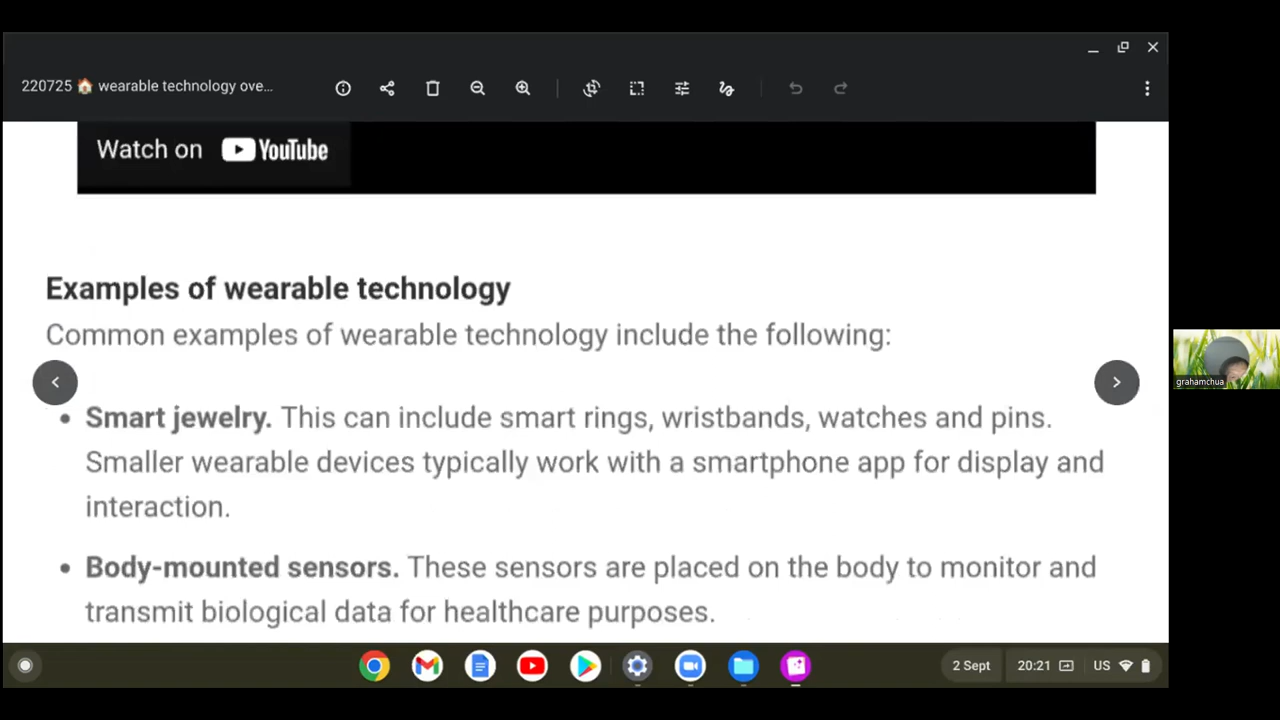 220725 🏠 wearable technology ove...
Watch on YouTube
Examples of wearable technology
Common examples of wearable technology include the following:
grahamchua
• Smart jewelry. This can include smart rings, wristbands, watches and pins.
Smaller wearable devices typically work with a smartphone app for display and
interaction.
• Body-mounted sensors. These sensors are placed on the body to monitor and
transmit biological data for healthcare purposes.
2 Sept 20:21 US